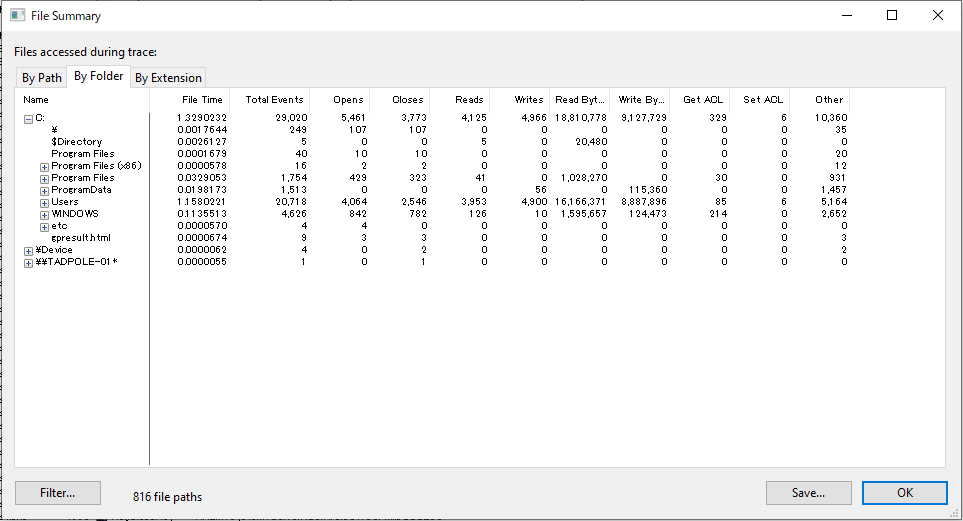 File Summary
Files accessed during trace:
By Path By Folder By Extension
Name File Time Total Events Opens Closes Reads Writes Read Byt... Write By... Get ACL Set ACL Other
C: 1.3290232 29,020 5,461 3,773 4,125 4,966 18,810,778 9,127,729 329 6 10,360
¥ 0.0017644 249 107 107 0 0 0 0 0 0 35
$Directory 0.0026127 5 0 0 5 0 20,480 0 0 0 0
Program Files 0.0001679 40 10 10 0 0 0 0 0 0 20
Program Files (x86) 0.0000578 16 2 2 0 0 0 0 0 0 12
Program Files 0.0329053 1,754 429 323 41 0 1,028,270 0 30 0 931
ProgramData 0.0198173 1,513 0 0 0 56 0 115,360 0 0 1,457
Users 1.1580221 20,718 4,064 2,546 3,953 4,900 16,166,371 8,887,896 85 6 5,164
WINDOWS 0.1135513 4,626 842 782 126 10 1,595,657 124,473 214 0 2,652
etc 0.0000570 4 4 0 0 0 0 0 0 0 0
gpresult.html 0.0000674 9 3 3 0 0 0 0 0 0 3
¥Device 0.0000062 4 0 2 0 0 0 0 0 0 2
¥¥TADPOLE-01* 0.0000055 1 0 1 0 0 0 0 0 0 0
Filter... 816 file paths Save... OK